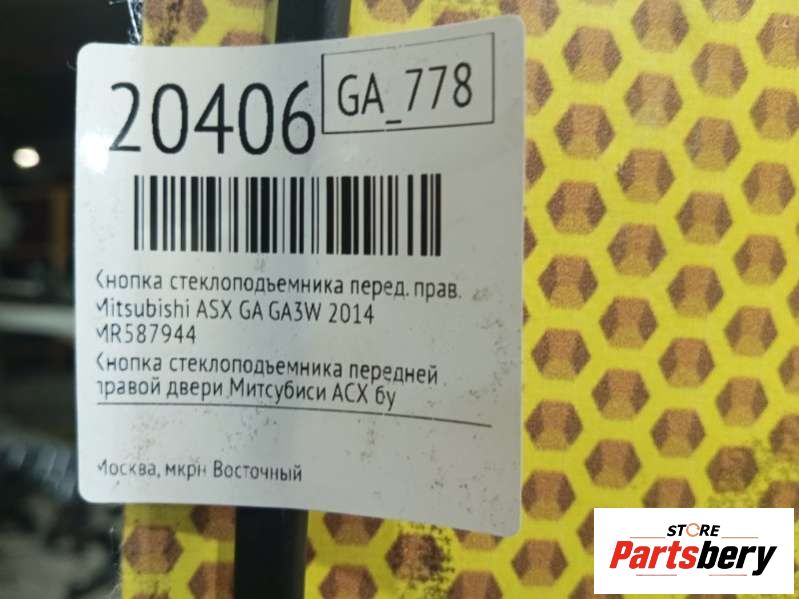 20406
GA_778
Кнопка стеклоподъемника перед. прав.
Mitsubishi ASX GA GA3W 2014
MR587944
Кнопка стеклоподъемника передней
правой двери Митсубиси АСХ бу
Москва, мкрн Восточный
STORE
Partsbery